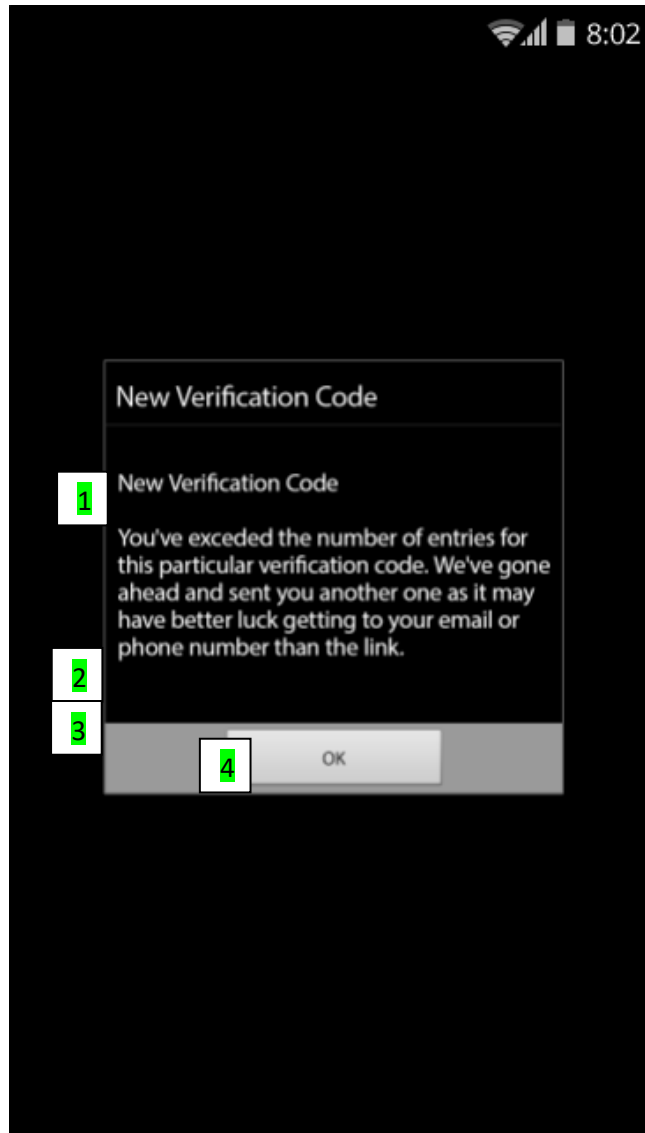 8:02
New Verification Code
1
New Verification Code
You've exceded the number of entries for
this particular verification code. We've gone
ahead and sent you another one as it may
have better luck getting to your email or
phone number than the link.
2
3
4
OK